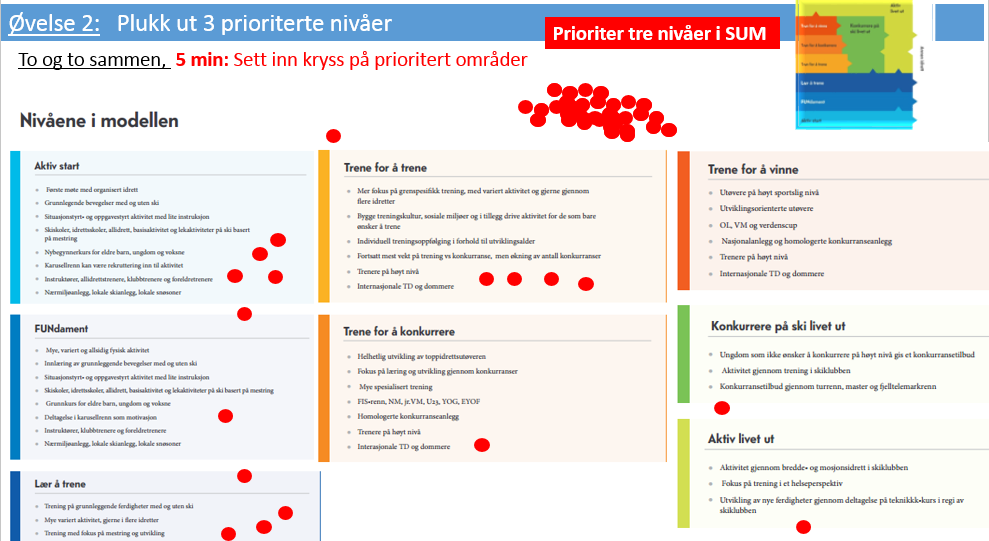 Øvelse 2: Plukk ut 3 prioriterte nivåer
Prioriter tre nivåer i SUM
To og to sammen, 5 min: Sett inn kryss på prioritert områder
Nivåene i modellen
Aktiv start
Første møte med organisert idrett
Grunnlegende bevegelser med og uten ski
Situasjonstyrt- og oppgavestyrt aktivitet med lite instruksjon
Skiskoler, idrettsskoler, allidrett, basisaktivitet og lekaktiviteter på ski basert
på mestring
Nybegynnerkurs for eldre barn, ungdom og voksne
Karusellrenn kan være rekruttering inn til aktivitet
Instruktører, allidrettstrenere, klubbtrenere og foreldretrenere
Nærmiljøanlegg, lokale skianlegg, lokale snøsoner
FUNdament
Mye, variert og allsidig fysisk aktivitet
Innlæring av grunnleggende bevegelser med og uten ski
Situasjonstyrt- og oppgavestyrt aktivitet med lite instruksjon
Skiskoler, idrettsskoler, allidrett, basisaktivitet og lekaktiviteter på ski basert på mestring
Grunnkurs for eldre barn, ungdom og voksne
Deltagelse i karusellrenn som motivasjon
Instruktører, klubbtrenere og foreldretrenere
Nærmiljøanlegg, lokale skianlegg, lokale snøsoner
Lær å trene
Trening på grunnleggende ferdigheter med og uten ski
Mye variert aktivitet, gjerne i flere idretter
Trening med fokus på mestring og utvikling
Trene for å trene
Mer fokus på grenspesifikk trening, med variert aktivitet og gjerne gjennom
flere idretter
Bygge treningskultur, sosiale miljøer og i tillegg drive aktivitet for de som bare
ønsker å trene
Individuell treningsoppfølging i forhold til utviklingsalder
Fortsatt mest vekt på trening vs konkurranse, men økning av antall konkurranser
Trenere på høyt nivå
Internasjonale TD og dommere
Trene for å konkurrere
Helhetlig utvikling av toppidrettsutøveren
Fokus på læring og utvikling gjennom konkurranser
Mye spesialisert trening
FIS-renn, NM, jr.VM, U23, YOG, EYOF
Homologerte konkurranseanlegg
Trenere på høyt nivå
Interasjonale TD og dommere
Trene for å vinne
Utøvere på høyt sportslig nivå
Utviklingsorienterte utøvere
OL, VM og verdenscup
Nasjonalanlegg og homologerte konkurranseanlegg
Trenere på høyt nivå
Internasjonale TD og dommere
Konkurrere på ski livet ut
Ungdom som ikke ønsker å konkurrere på høyt nivå gis et konkurransetilbud
Aktivitet gjennom trening i skiklubben
Konkurransetilbud gjennom turrenn, master og fjelltelemarkrenn
Aktiv livet ut
Aktivitet gjennom bredde- og mosjonsidrett i skiklubben
Fokus på trening i et helseperspektiv
Utvikling av nye ferdigheter gjennom deltagelse på teknikkk-kurs i regi av
skiklubben
Aktiv
livet ut
Konkurrere på
ski livet ut
Lær å trene
FUNdament